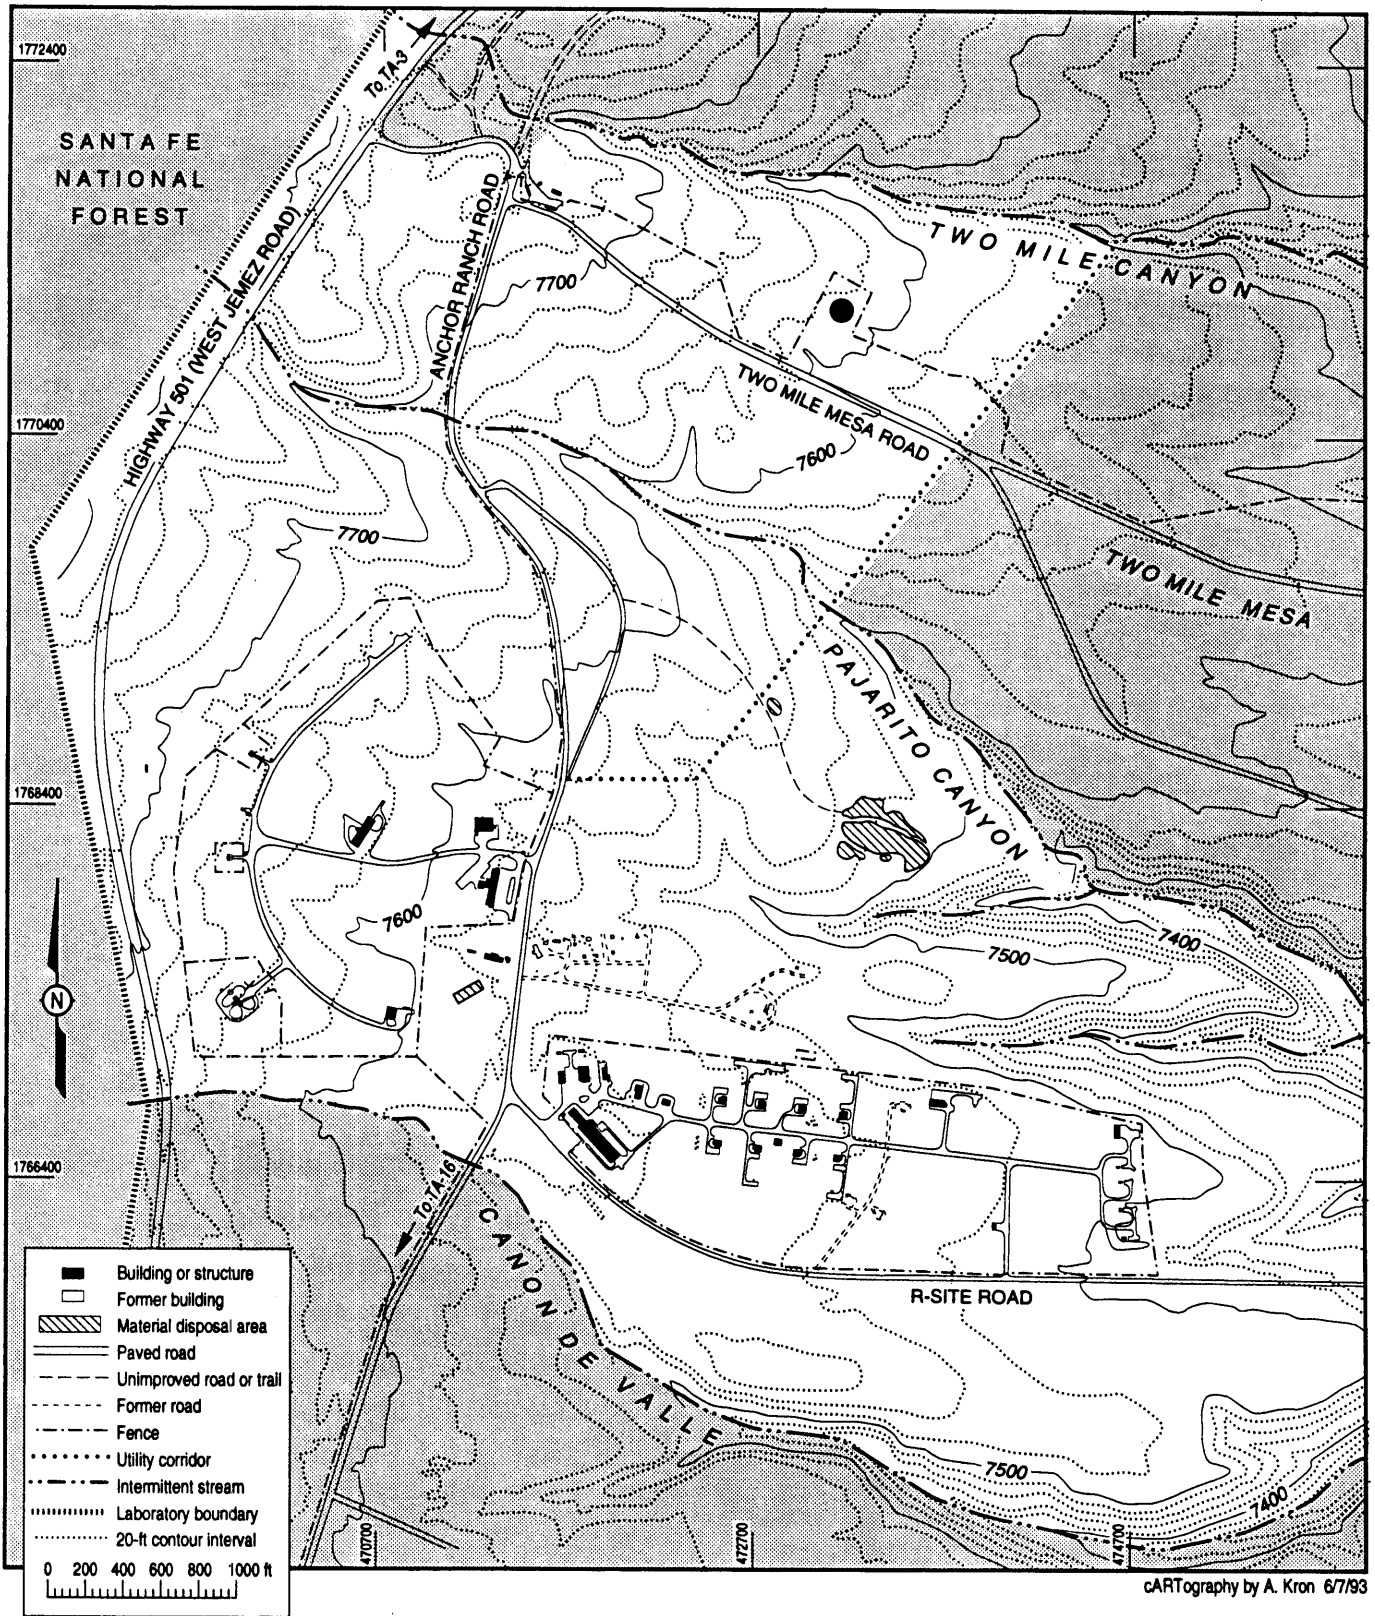 1772400
To TA-3
SANTA FE
NATIONAL
FOREST
HIGHWAY 501 (WEST JEMEZ ROAD)
ANCHOR RANCH ROAD
TWO MILE CANYON
7700
TWO MILE MESA ROAD
1770400
7600
7700
TWO MILE MESA
PAJARITO CANYON
1768400
7600
7400
7500
N
1766400
To TA-16
CANON DE VALLE
R-SITE ROAD
7500
7400
Building or structure
Former building
Material disposal area
Paved road
Unimproved road or trail
Former road
Fence
Utility corridor
Intermittent stream
Laboratory boundary
20-ft contour interval
0 200 400 600 800 1000 ft
470700
472700
474700
cARTography by A. Kron 6/7/93